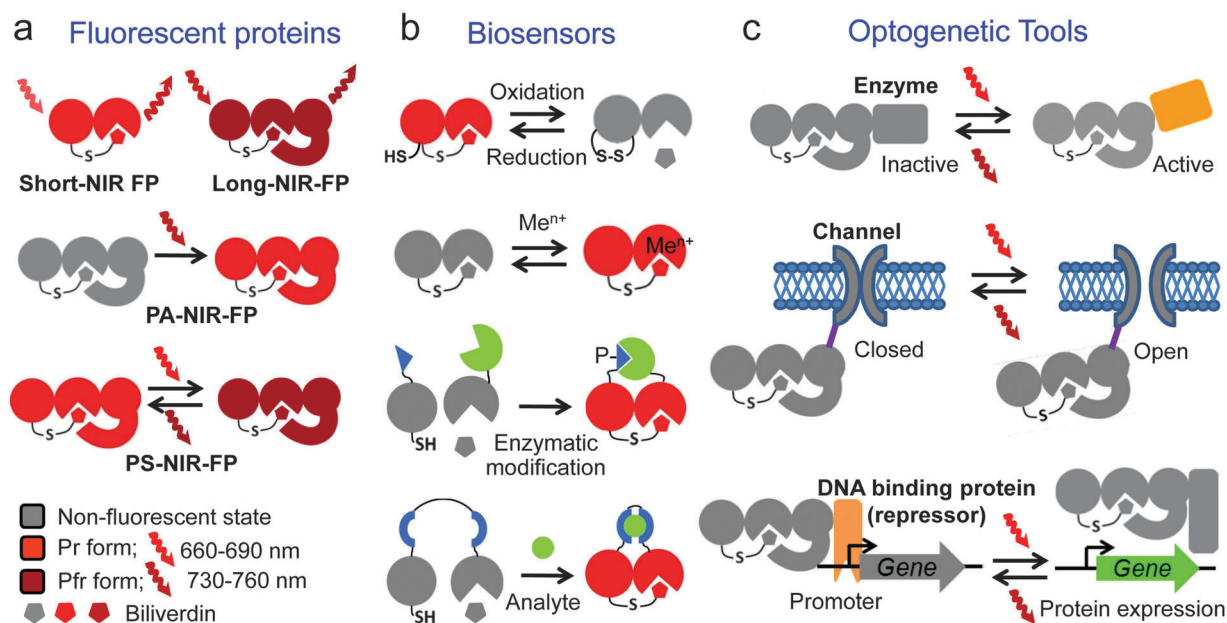 a Fluorescent proteins
S
S
Short-NIR FP
Long-NIR-FP
S
S
PA-NIR-FP
S
S
PS-NIR-FP
Non-fluorescent state
Pr form; 660-690 nm
Pfr form; 730-760 nm
Biliverdin
b Biosensors
Oxidation
Reduction
HS
S
S-S
Meⁿ⁺
Meⁿ⁺
S
S
P
SH
S
Enzymatic
modification
SH
S
Analyte
c Optogenetic Tools
Enzyme
Inactive
Active
S
S
Channel
Closed
Open
S
S
DNA binding protein
(repressor)
S
S
Gene
Gene
Promoter
Protein expression